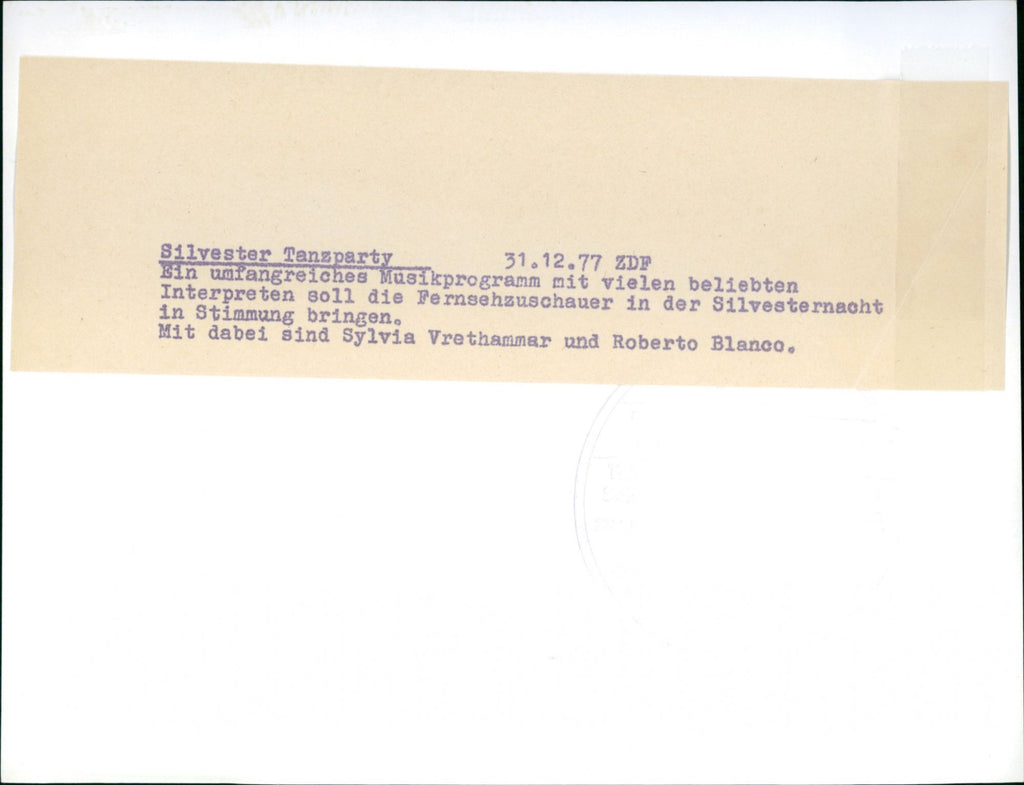 Silvester Tanzparty 31.12.77 ZDF
Ein umfangreiches Musikprogramm mit vielen beliebten
Interpreten soll die Fernsehzuschauer in der Silvesternacht
in Stimmung bringen.
Mit dabei sind Sylvia Vrethammar und Roberto Blanco.